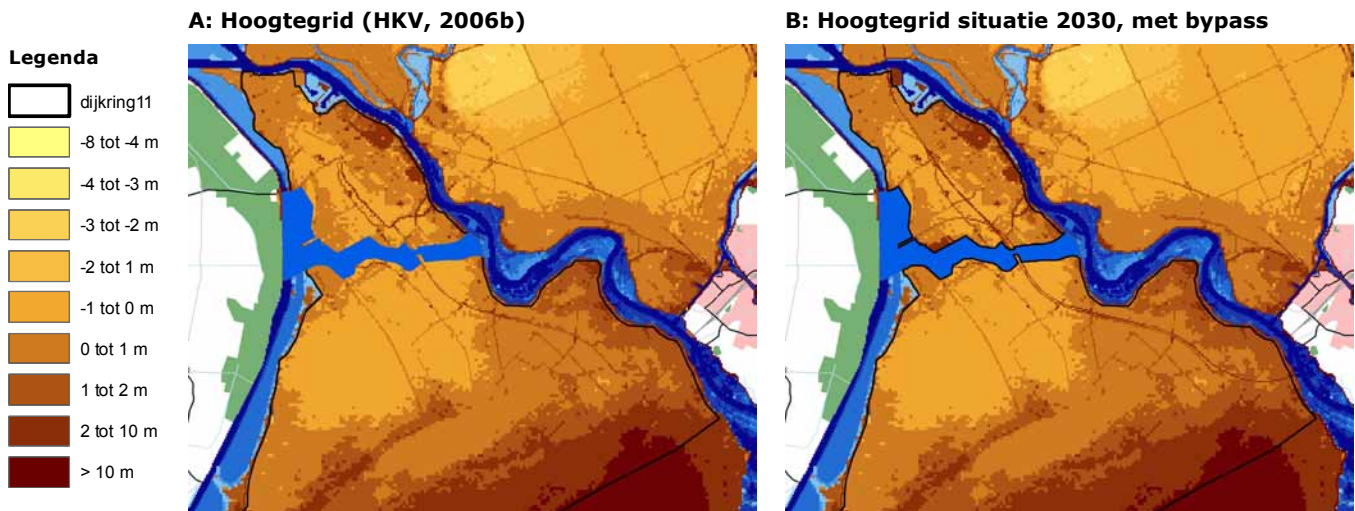 A: Hoogtegrid (HKV, 2006b)
B: Hoogtegrid situatie 2030, met bypass
Legenda
dijkring11
-8 tot -4 m
-4 tot -3 m
-3 tot -2 m
-2 tot 1 m
-1 tot 0 m
0 tot 1 m
1 tot 2 m
2 tot 10 m
> 10 m